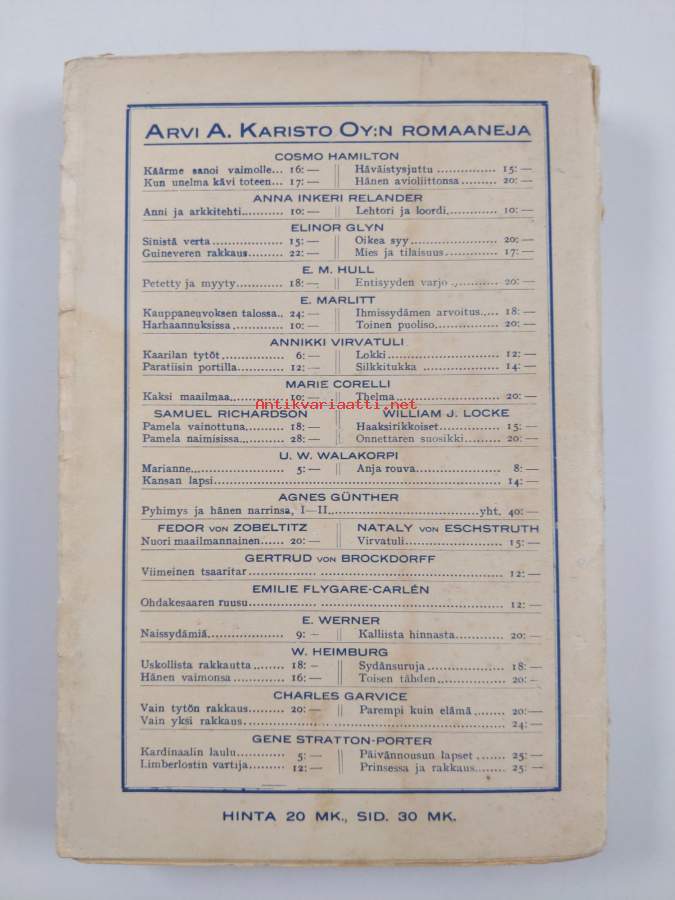 ARVI A. KARISTO OY:N ROMAANEJA
COSMO HAMILTON
Käärme sanoi vaimolle... 16:— || Häväistysjuttu ............... 15:—
Kun unelma kävi toteen... 17:— || Hänen avioliittonsa ......... 20:—
ANNA INKERI RELANDER
Anni ja arkkitehti........... 10:— || Lehtori ja loordi............. 10:—
ELINOR GLYN
Sinistä verta ................. 15:— || Oikea syy ..................... 20:—
Guineveren rakkaus......... 22:— || Mies ja tilaisuus ............ 17:—
E. M. HULL
Petetty ja myyty ............ 18:— || Entisyyden varjo ............ 20:—
E. MARLITT
Kauppaneuvoksen talossa.. 24:— || Ihmissydämen arvoitus..... 18:—
Harhaannuksissa ............ 10:— || Toinen puoliso............... 20:—
ANNIKKI VIRVATULI
Kaarilan tytöt ............... 6:— || Lokki .......................... 12:—
Paratiisin portilla ........... 12:— || Silkkitukka ................... 14:—
MARIE CORELLI
Kaksi maailmaa ............. 10:— || Thelma ........................ 20:—
Antikvariaatti.net
SAMUEL RICHARDSON || WILLIAM J. LOCKE
Pamela vainottuna ......... 18:— || Haaksirikkoiset .............. 15:—
Pamela naimisissa .......... 28:— || Onnettaren suosikki ........ 20:—
U. W. WALAKORPI
Marianne...................... 5:— || Anja rouva ................... 8:—
Kansan lapsi ................................................ 14:—
AGNES GÜNTHER
Pyhimys ja hänen narrinsa, I—II............................ yht. 40:—
FEDOR VON ZOBELTITZ || NATALY VON ESCHSTRUTH
Nuori maailmannainen ...... 20:— || Virvatuli ...................... 15:—
GERTRUD VON BROCKDORFF
Viimeinen tsaaritar ......................................... 12:—
EMILIE FLYGARE-CARLÉN
Ohdakesaaren ruusu ......................................... 12:—
E. WERNER
Naissydämiä ................. 9:— || Kalliista hinnasta........... 20:—
W. HEIMBURG
Uskollista rakkautta ........ 18:— || Sydänsuruja .................. 18:—
Hänen vaimonsa ............ 16:— || Toisen tähden ............... 20:—
CHARLES GARVICE
Vain tytön rakkaus ......... 20:— || Parempi kuin elämä ........ 20:—
Vain yksi rakkaus........................................... 24:—
GENE STRATTON-PORTER
Kardinaalin laulu ............ 5:— || Päivännousun lapset ....... 25:—
Limberlostin vartija ......... 12:— || Prinsessa ja rakkaus........ 25:—
HINTA 20 MK., SID. 30 MK.